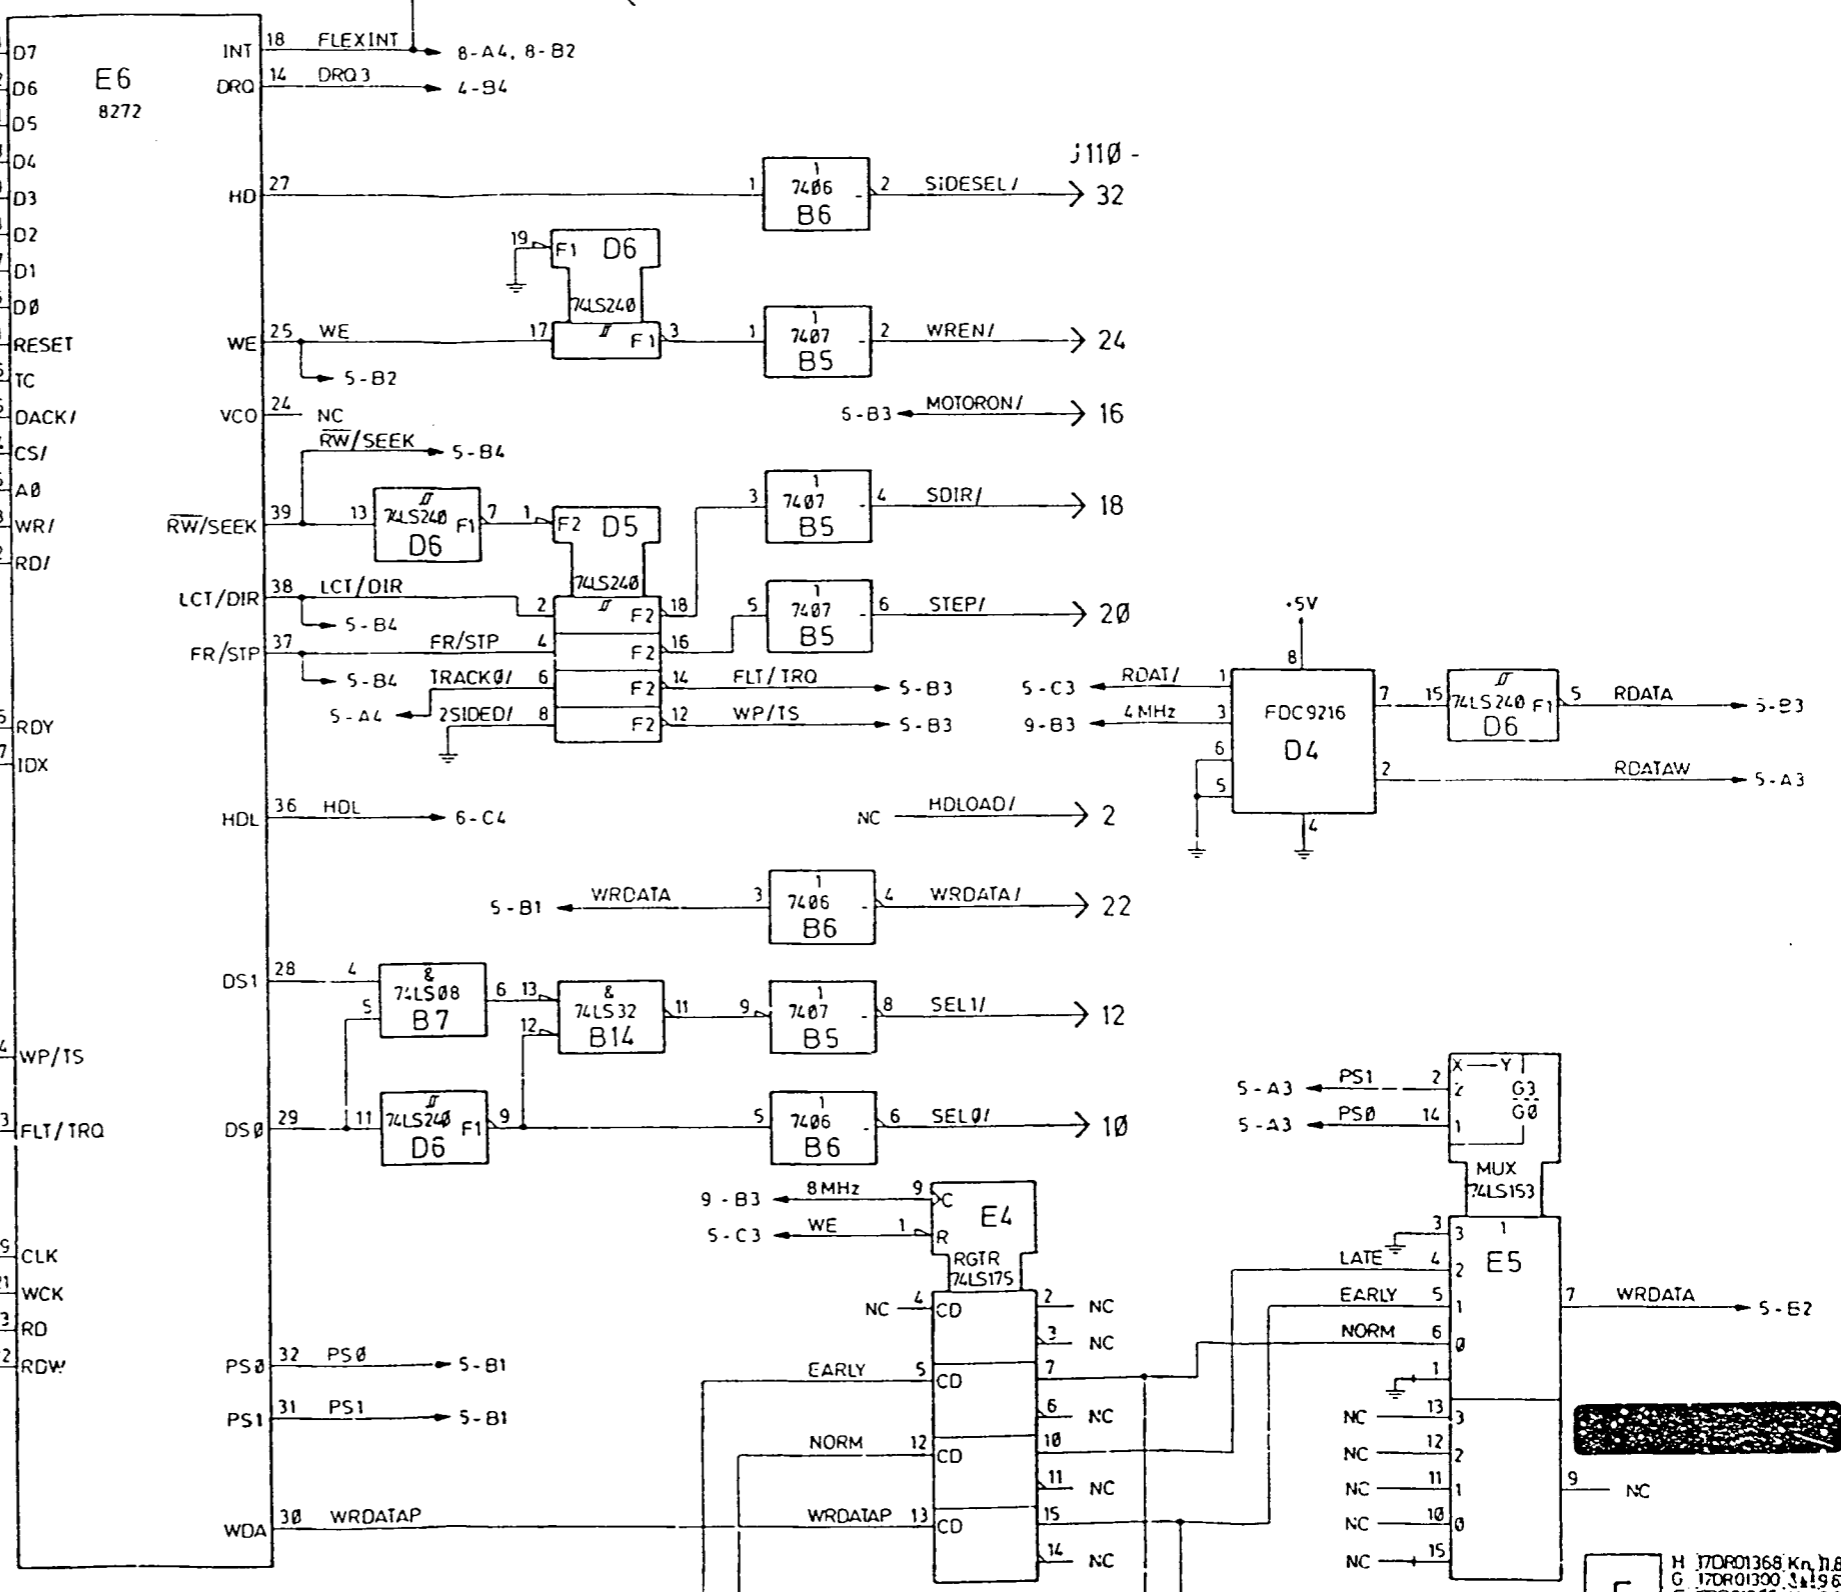 D7 INT 18 FLEXINT 8-A4, 8-B2
E6
D6 DRQ 14 DRQ3 4-B4
8272
D5
D4
J110 -
D3 HD 27 1 1 7406 B6 2 SIDESEL/ 32
D2
19 F1 D6
D1
74LS240
D0
RESET WE 25 WE 17 F1 3 1 1 7407 B5 2 WREN/ 24
TC 5-B2
DACK/ VCO 24 NC 5-B3 MOTORON/ 16
RW/SEEK 5-B4
CS/
A0
WR/ RW/SEEK 39 13 74LS240 F1 D6 7 1 F2 D5 3 1 7407 B5 4 SDIR/ 18
RD/
74LS240
LCT/DIR 38 LCT/DIR 2 F2 18 5 1 7407 B5 6 STEP/ 20
5-B4
FR/STP 37 FR/STP 4 F2 16
5-B4 TRACK0/ 6 F2 14 FLT/TRQ 5-B3
5-A4 2SIDED/ 8 F2 12 WP/TS 5-B3
+5V
8
5-C3 RDAT/ 1 7 15 74LS240 F1 D6 5 RDATA 5-B3
9-B3 4MHz 3 FDC9216
6 D4
5 2 RDATAW 5-A3
4
RDY
IDX
HDL 36 HDL 6-C4 NC HDLOAD/ 2
5-B1 WRDATA 3 1 7406 B6 4 WRDATA/ 22
DS1 28 4 & 74LS08 B7 6 13 & 74LS32 B14 11 9 1 7407 B5 8 SEL1/ 12
5 12
WP/TS
FLT/TRQ DS0 29 11 74LS240 F1 D6 9 5 1 7406 B6 6 SEL0/ 10
5-A3 PS1 2 2 X Y G3
5-A3 PS0 14 1 G0
MUX
74LS153
9-B3 8MHz 9 C E4
5-C3 WE 1 R
RGTR
74LS175
CLK
WCK
RD
RDW
3 3 1
LATE 4 2 E5
EARLY 5 1 7 WRDATA 5-B2
NORM 6 0
1
NC 4 CD 2 NC
3 NC
PS0 32 PS0 5-B1 EARLY 5 CD 7
PS1 31 PS1 5-B1 6 NC
NORM 12 CD 10
11 NC
WDA 30 WRDATAP WRDATAP 13 CD 15
14 NC
NC 13 3
NC 12 2
NC 11 1 9 NC
NC 10 0
NC 15
H 17DR01368 Kn
G 17DR01300